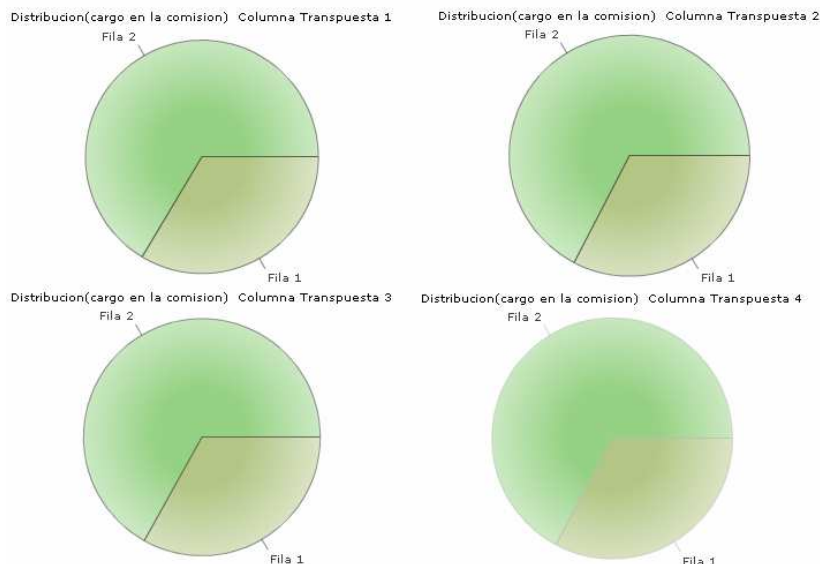 Distribucion(cargo en la comision) Columna Transpuesta 1
Fila 2
Fila 1
Distribucion(cargo en la comision) Columna Transpuesta 2
Fila 2
Fila 1
Distribucion(cargo en la comision) Columna Transpuesta 3
Fila 2
Fila 1
Distribucion(cargo en la comision) Columna Transpuesta 4
Fila 2
Fila 1